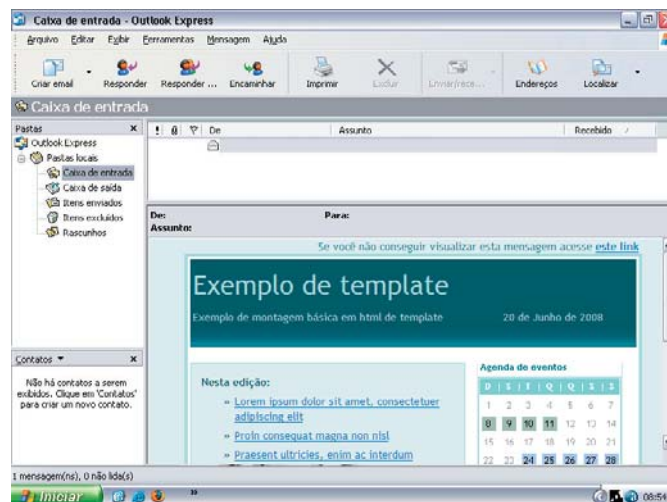 Caixa de entrada - Outlook Express
Arquivo Editar Exibir Ferramentas Mensagem Ajuda
Criar email Responder Responder ... Encaminhar Imprimir Excluir Enviar/rece... Endereços Localizar
Caixa de entrada
Pastas
Outlook Express
Pastas locais
Caixa de entrada
Caixa de saída
Itens enviados
Itens excluídos
Rascunhos
Contatos
Não há contatos a serem
exibidos. Clique em 'Contatos'
para criar um novo contato.
! De Assunto Recebido
De: Para:
Assunto:
Se você não conseguir visualizar esta mensagem acesse este link
Exemplo de template
Exemplo de montagem básica em html de template 20 de Junho de 2008
Nesta edição:
» Lorem ipsum dolor sit amet, consectetuer
adipiscing elit
» Proin consequat magna non nisl
» Praesent ultricies, enim ac interdum
Agenda de eventos
D S T Q Q S S
1 2 3 4 5 6 7
8 9 10 11 12 13 14
15 16 17 18 19 20 21
22 23 24 25 26 27 28
1 mensagem(ns), 0 não lida(s)
Iniciar » 08:54